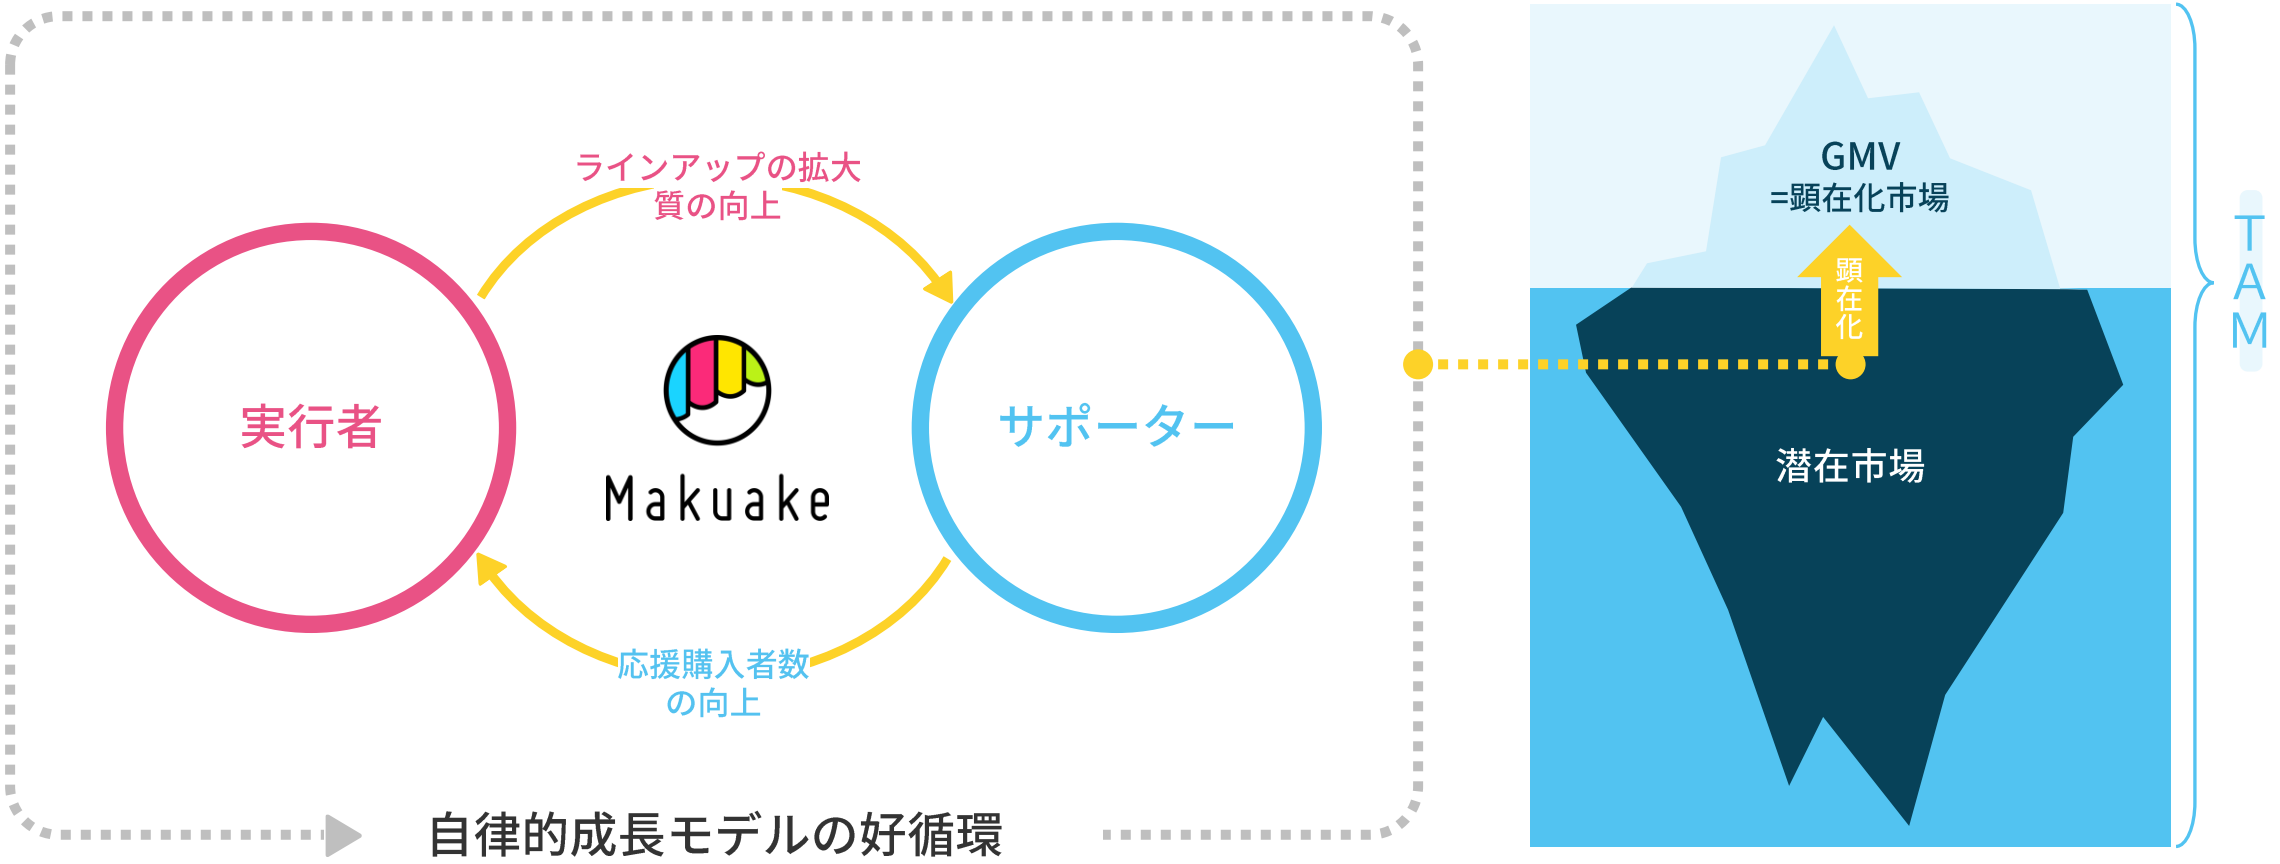 ラインアップの拡大
質の向上
実行者
Makuake
サポーター
応援購入者数
の向上
自律的成長モデルの好循環
GMV
=顕在化市場
顕在化
潜在市場
TAM